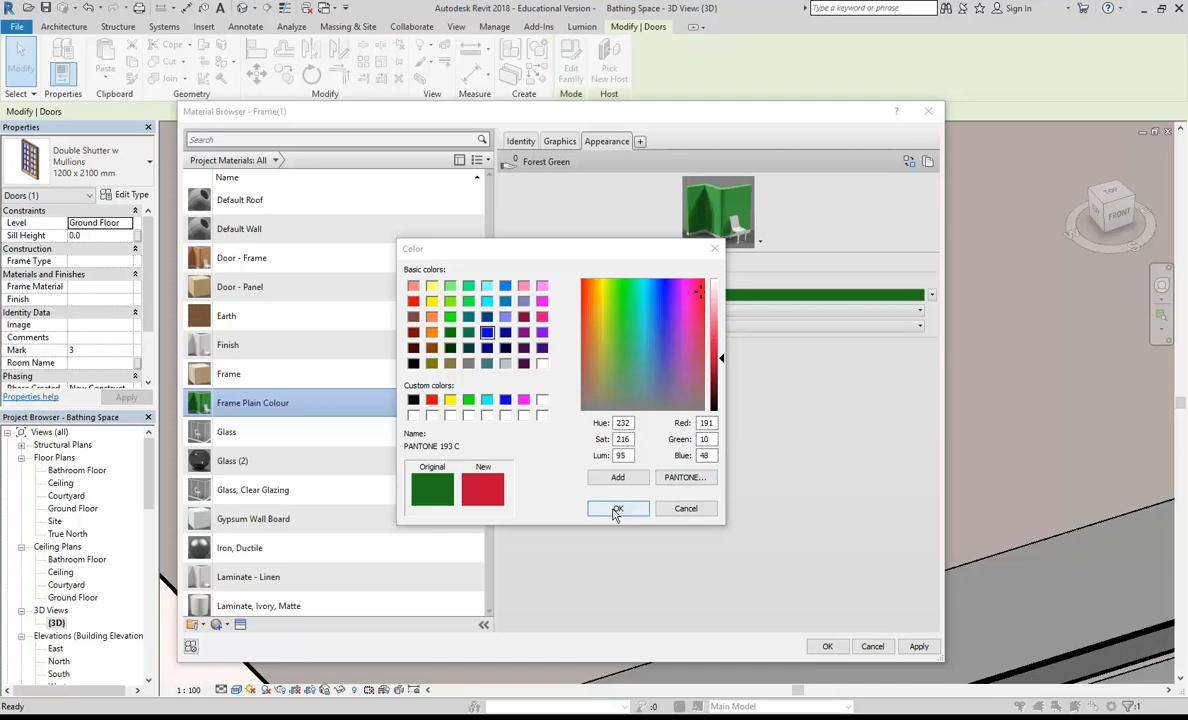 Autodesk Revit 2018 - Educational Version - Bathing Space - 3D View: {3D}
Type a keyword or phrase
Sign In
File Architecture Structure Systems Insert Annotate Analyze Massing & Site Collaborate View Manage Add-Ins Lumion Modify | Doors
Modify
Paste
Cope
Cut
Join
Edit
Family
Pick
New Host
Select Properties Clipboard Geometry Modify View Measure Create Mode Host
Modify | Doors
Properties
Double Shutter w
Mullions
1200 x 2100 mm
Doors (1)
Edit Type
Constraints
Level Ground Floor
Sill Height 0.0
Construction
Frame Type
Materials and Finishes
Frame Material
Finish
Identity Data
Image
Comments
Mark 3
Room Name
Phasing
Phase Created New Construct
Properties help
Apply
Project Browser - Bathing Space
Views (all)
Structural Plans
Floor Plans
Bathroom Floor
Ceiling
Courtyard
Ground Floor
Site
True North
Ceiling Plans
Bathroom Floor
Ceiling
Courtyard
Ground Floor
3D Views
{3D}
Elevations (Building Elevation
East
North
South
Material Browser - Frame(1)
?
Search
Project Materials: All
Name
Default Roof
Default Wall
Door - Frame
Door - Panel
Earth
Finish
Frame
Frame Plain Colour
Glass
Glass (2)
Glass, Clear Glazing
Gypsum Wall Board
Iron, Ductile
Laminate - Linen
Laminate, Ivory, Matte
Identity Graphics Appearance +
0
Forest Green
Color
Basic colors:
Custom colors:
Name:
PANTONE 193 C
Original New
Hue: 232 Red: 191
Sat: 216 Green: 10
Lum: 95 Blue: 48
Add PANTONE...
OK Cancel
OK Cancel Apply
TOP
FRONT
1 : 100
Ready
:0
Main Model
:1